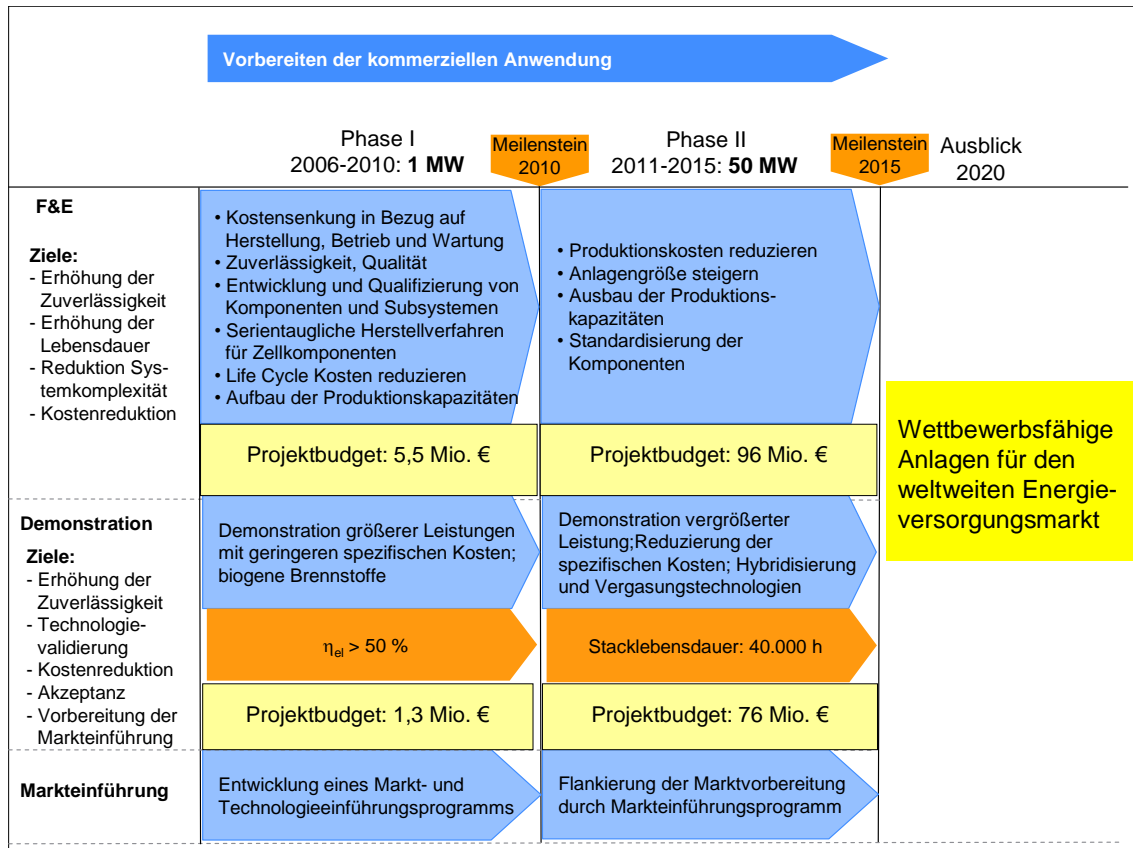 Vorbereiten der kommerziellen Anwendung
Phase I
2006-2010: 1 MW
Meilenstein
2010
Phase II
2011-2015: 50 MW
Meilenstein
2015
Ausblick
2020
F&E
Ziele:
- Erhöhung der
Zuverlässigkeit
- Erhöhung der
Lebensdauer
- Reduktion Sys-
temkomplexität
- Kostenreduktion
• Kostensenkung in Bezug auf
Herstellung, Betrieb und Wartung
• Zuverlässigkeit, Qualität
• Entwicklung und Qualifizierung von
Komponenten und Subsystemen
• Serientaugliche Herstellverfahren
für Zellkomponenten
• Life Cycle Kosten reduzieren
• Aufbau der Produktionskapazitäten
• Produktionskosten reduzieren
• Anlagengröße steigern
• Ausbau der Produktions-
kapazitäten
• Standardisierung der
Komponenten
Projektbudget: 5,5 Mio. €
Projektbudget: 96 Mio. €
Wettbewerbsfähige
Anlagen für den
weltweiten Energie-
versorgungsmarkt
Demonstration
Ziele:
- Erhöhung der
Zuverlässigkeit
- Technologie-
validierung
- Kostenreduktion
- Akzeptanz
- Vorbereitung der
Markteinführung
Demonstration größerer Leistungen
mit geringeren spezifischen Kosten;
biogene Brennstoffe
Demonstration vergrößerter
Leistung;Reduzierung der
spezifischen Kosten; Hybridisierung
und Vergasungstechnologien
ηel > 50 %
Stacklebensdauer: 40.000 h
Projektbudget: 1,3 Mio. €
Projektbudget: 76 Mio. €
Markteinführung
Entwicklung eines Markt- und
Technologieeinführungsprogramms
Flankierung der Marktvorbereitung
durch Markteinführungsprogramm